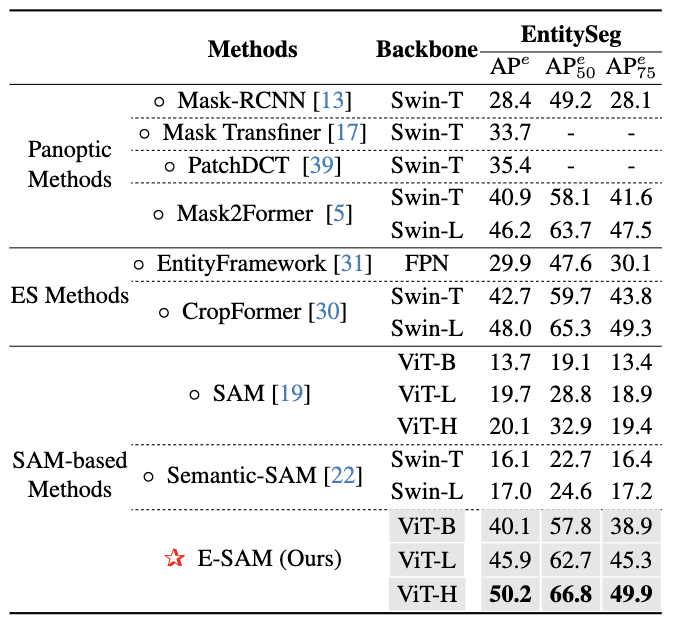 Methods Backbone EntitySeg
APᵉ APᵉ₅₀ APᵉ₇₅
Panoptic Methods
○ Mask-RCNN [13] Swin-T 28.4 49.2 28.1
○ Mask Transfiner [17] Swin-T 33.7 - -
○ PatchDCT [39] Swin-T 35.4 - -
○ Mask2Former [5] Swin-T 40.9 58.1 41.6
Swin-L 46.2 63.7 47.5
ES Methods
○ EntityFramework [31] FPN 29.9 47.6 30.1
○ CropFormer [30] Swin-T 42.7 59.7 43.8
Swin-L 48.0 65.3 49.3
SAM-based Methods
○ SAM [19] ViT-B 13.7 19.1 13.4
ViT-L 19.7 28.8 18.9
ViT-H 20.1 32.9 19.4
○ Semantic-SAM [22] Swin-T 16.1 22.7 16.4
Swin-L 17.0 24.6 17.2
☆ E-SAM (Ours) ViT-B 40.1 57.8 38.9
ViT-L 45.9 62.7 45.3
ViT-H 50.2 66.8 49.9